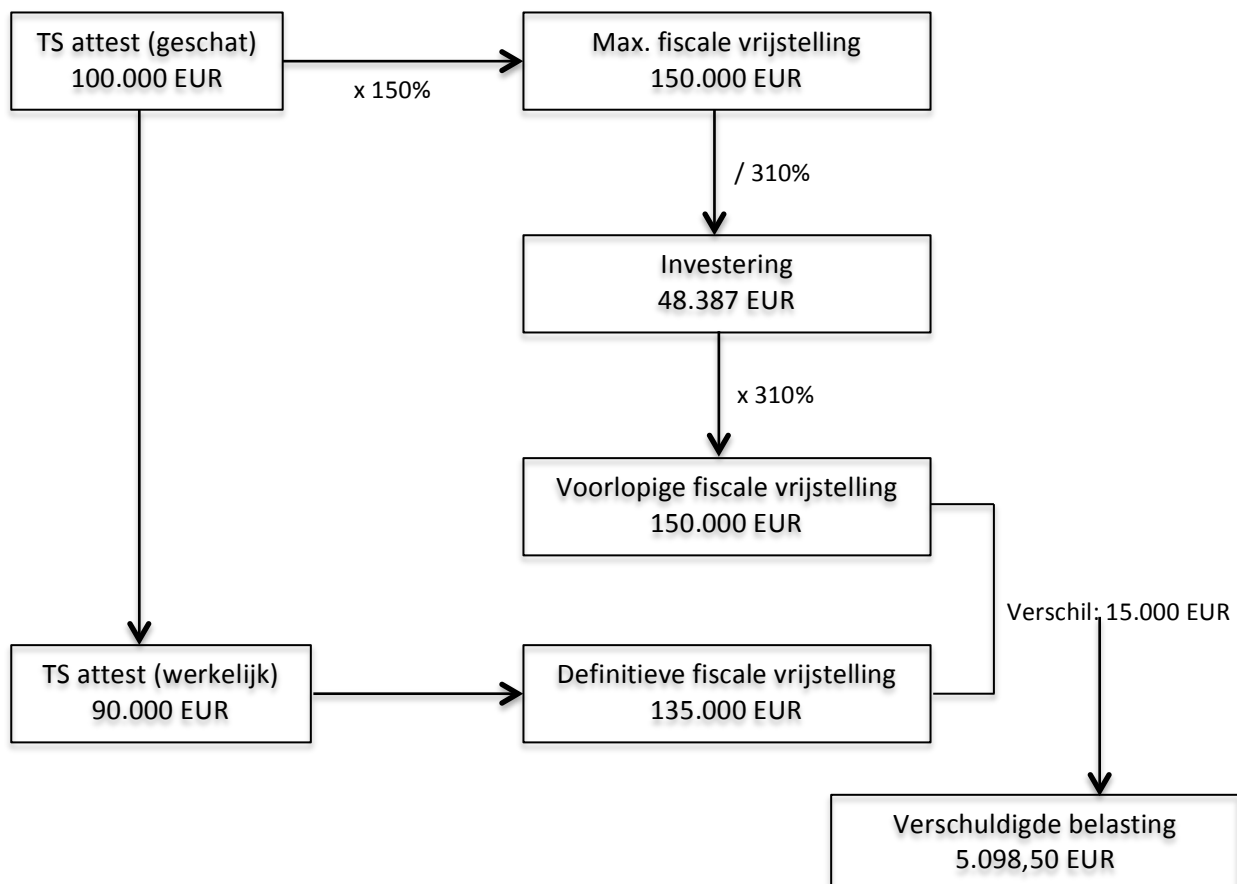 TS attest (geschat)
100.000 EUR
x 150%
Max. fiscale vrijstelling
150.000 EUR
/ 310%
Investering
48.387 EUR
x 310%
Voorlopige fiscale vrijstelling
150.000 EUR
Verschil: 15.000 EUR
TS attest (werkelijk)
90.000 EUR
Definitieve fiscale vrijstelling
135.000 EUR
Verschuldigde belasting
5.098,50 EUR